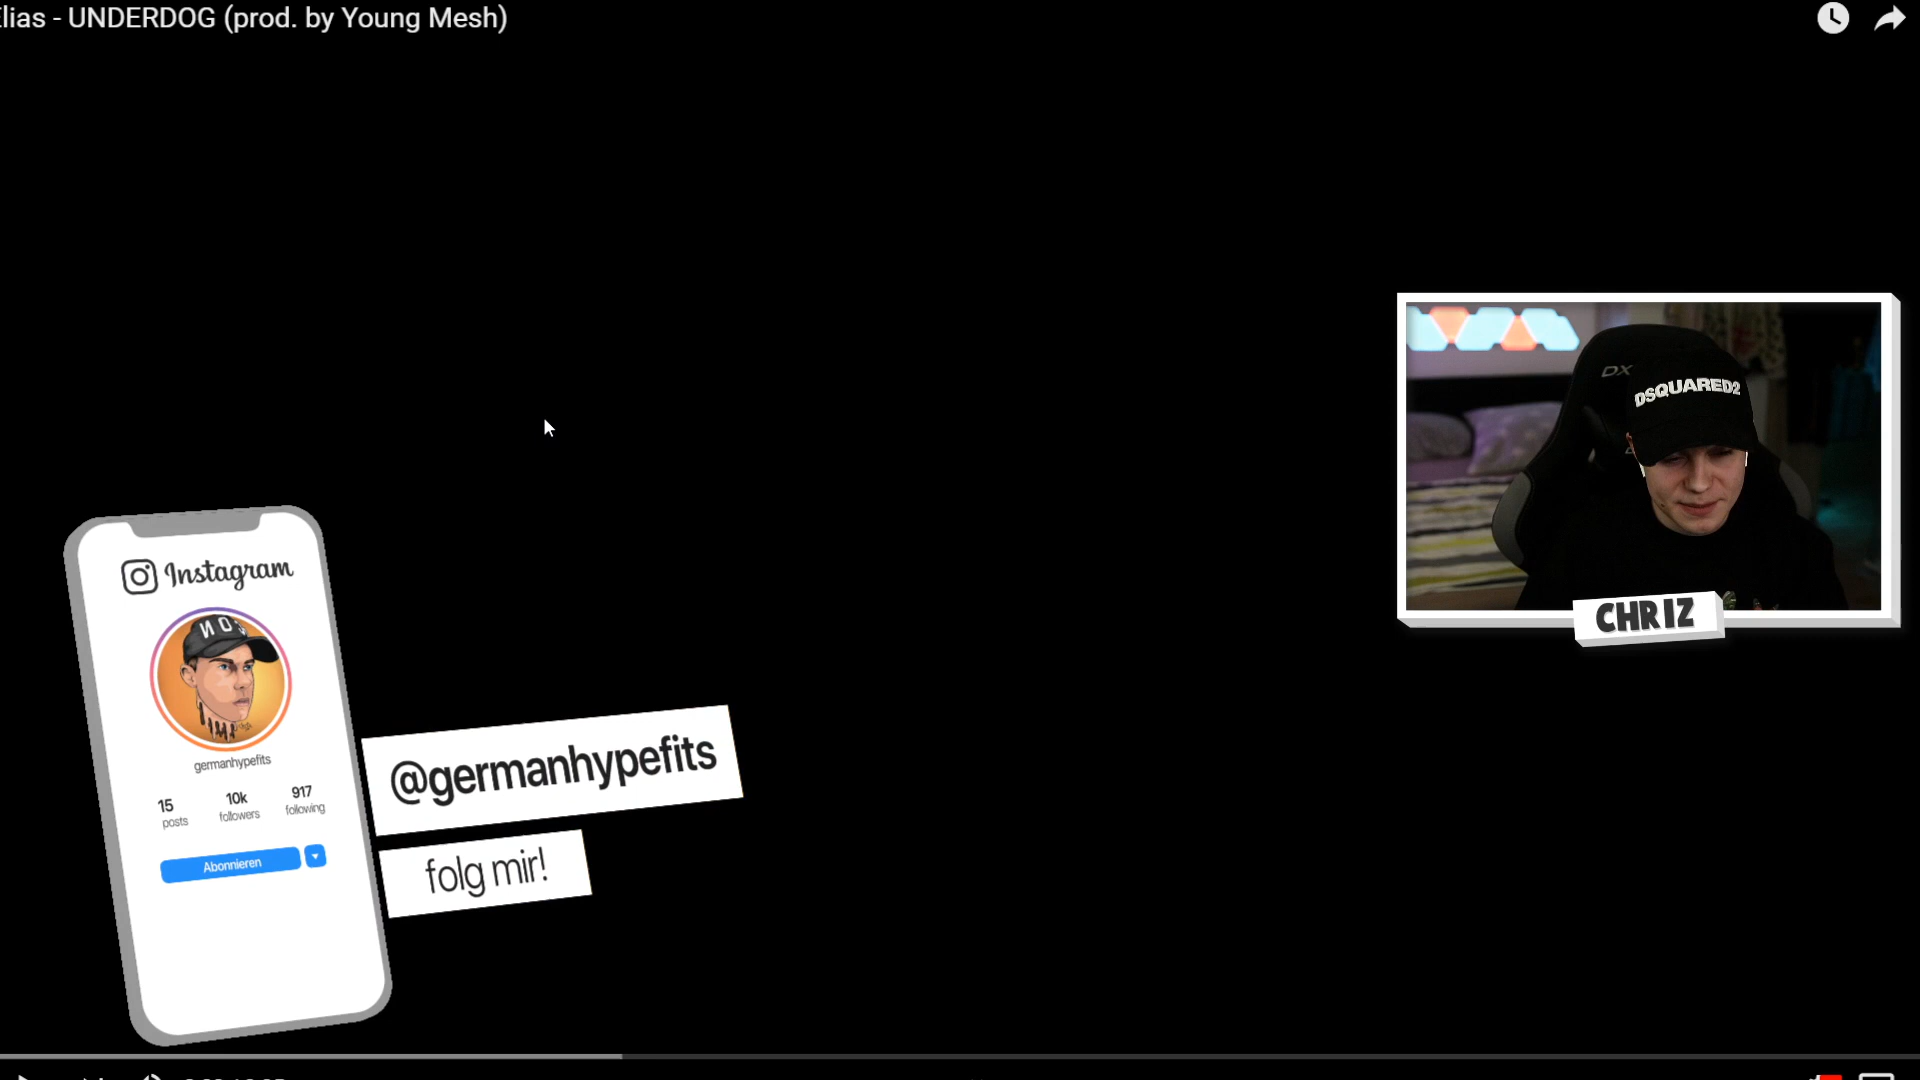 lias - UNDERDOG (prod. by Young Mesh)
DX
DSQUARED2
CHRIZ
Instagram
germanhypefits
15 10k 917
posts followers following
Abonnieren
@germanhypefits
folg mir!